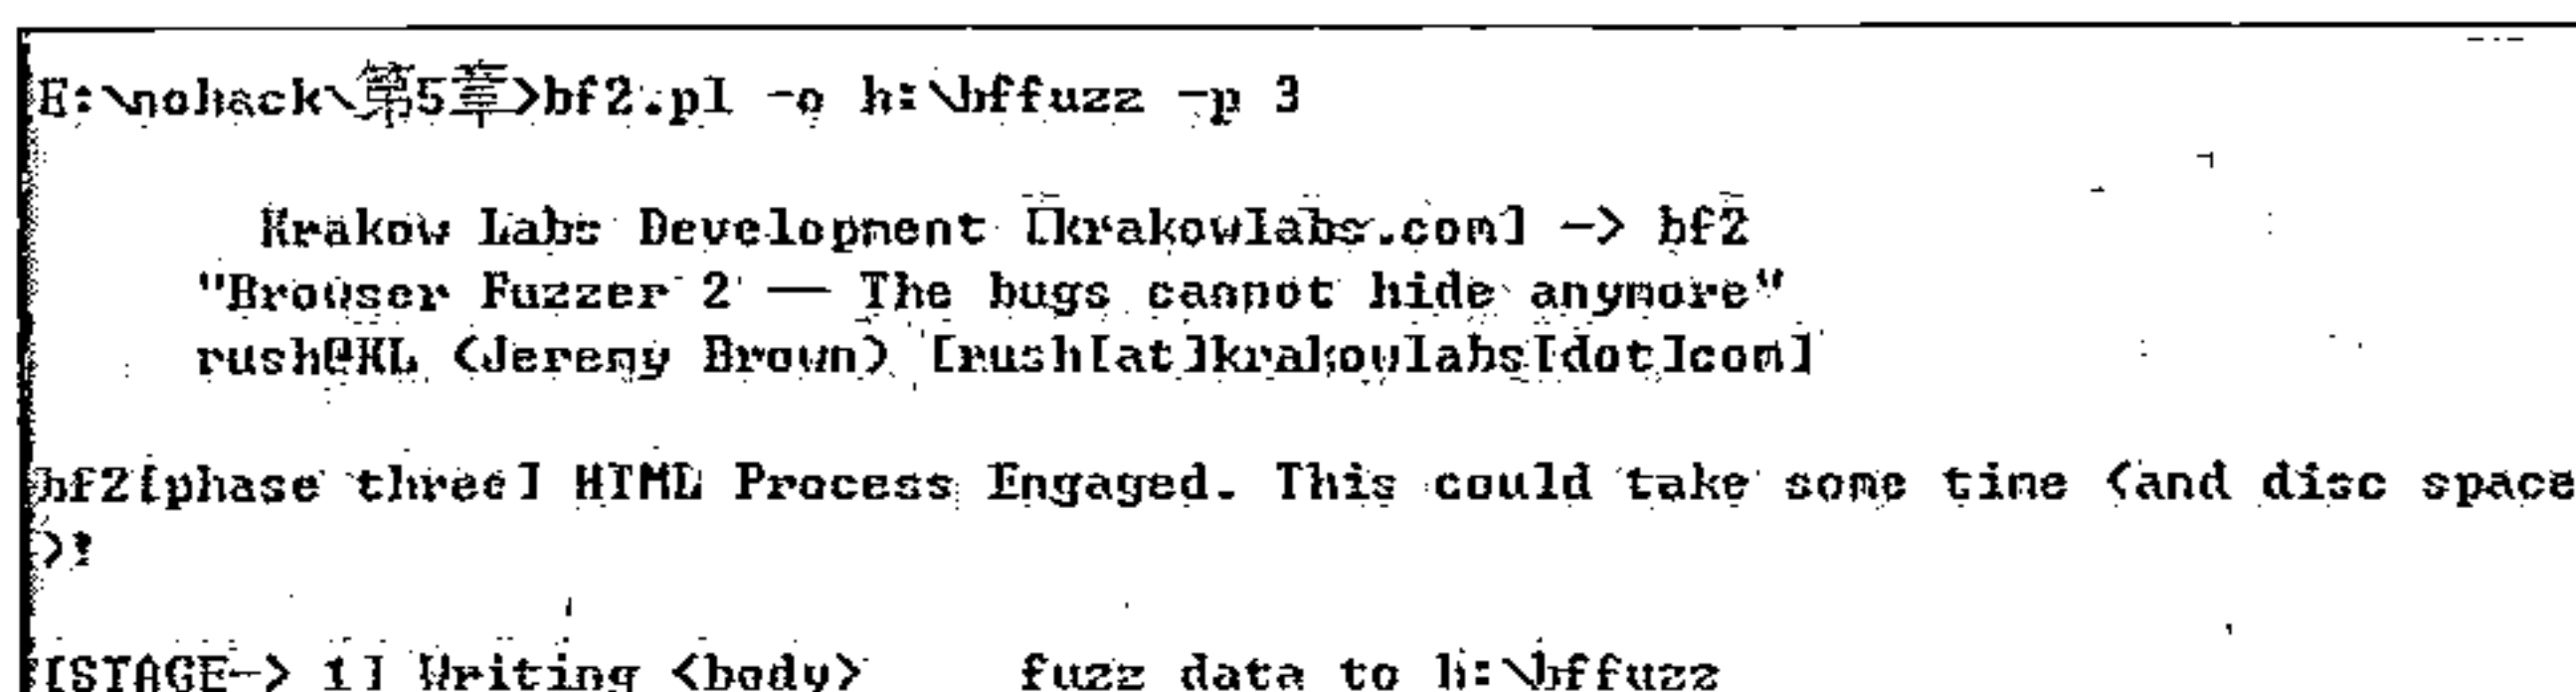 E:\nohack\第5章>bf2.pl -o h:\bffuzz -p 3
Krakow Labs Development [krakowlabs.com] -> bf2
"Browser Fuzzer 2 — The bugs cannot hide anymore"
rush@KL (Jeremy Brown) [rush[at]krakowlabs[dot]com]
bf2[phase three] HTML Process Engaged. This could take some time (and disc space
)!
[STAGE-> 1] Writing <body> fuzz data to h:\bffuzz